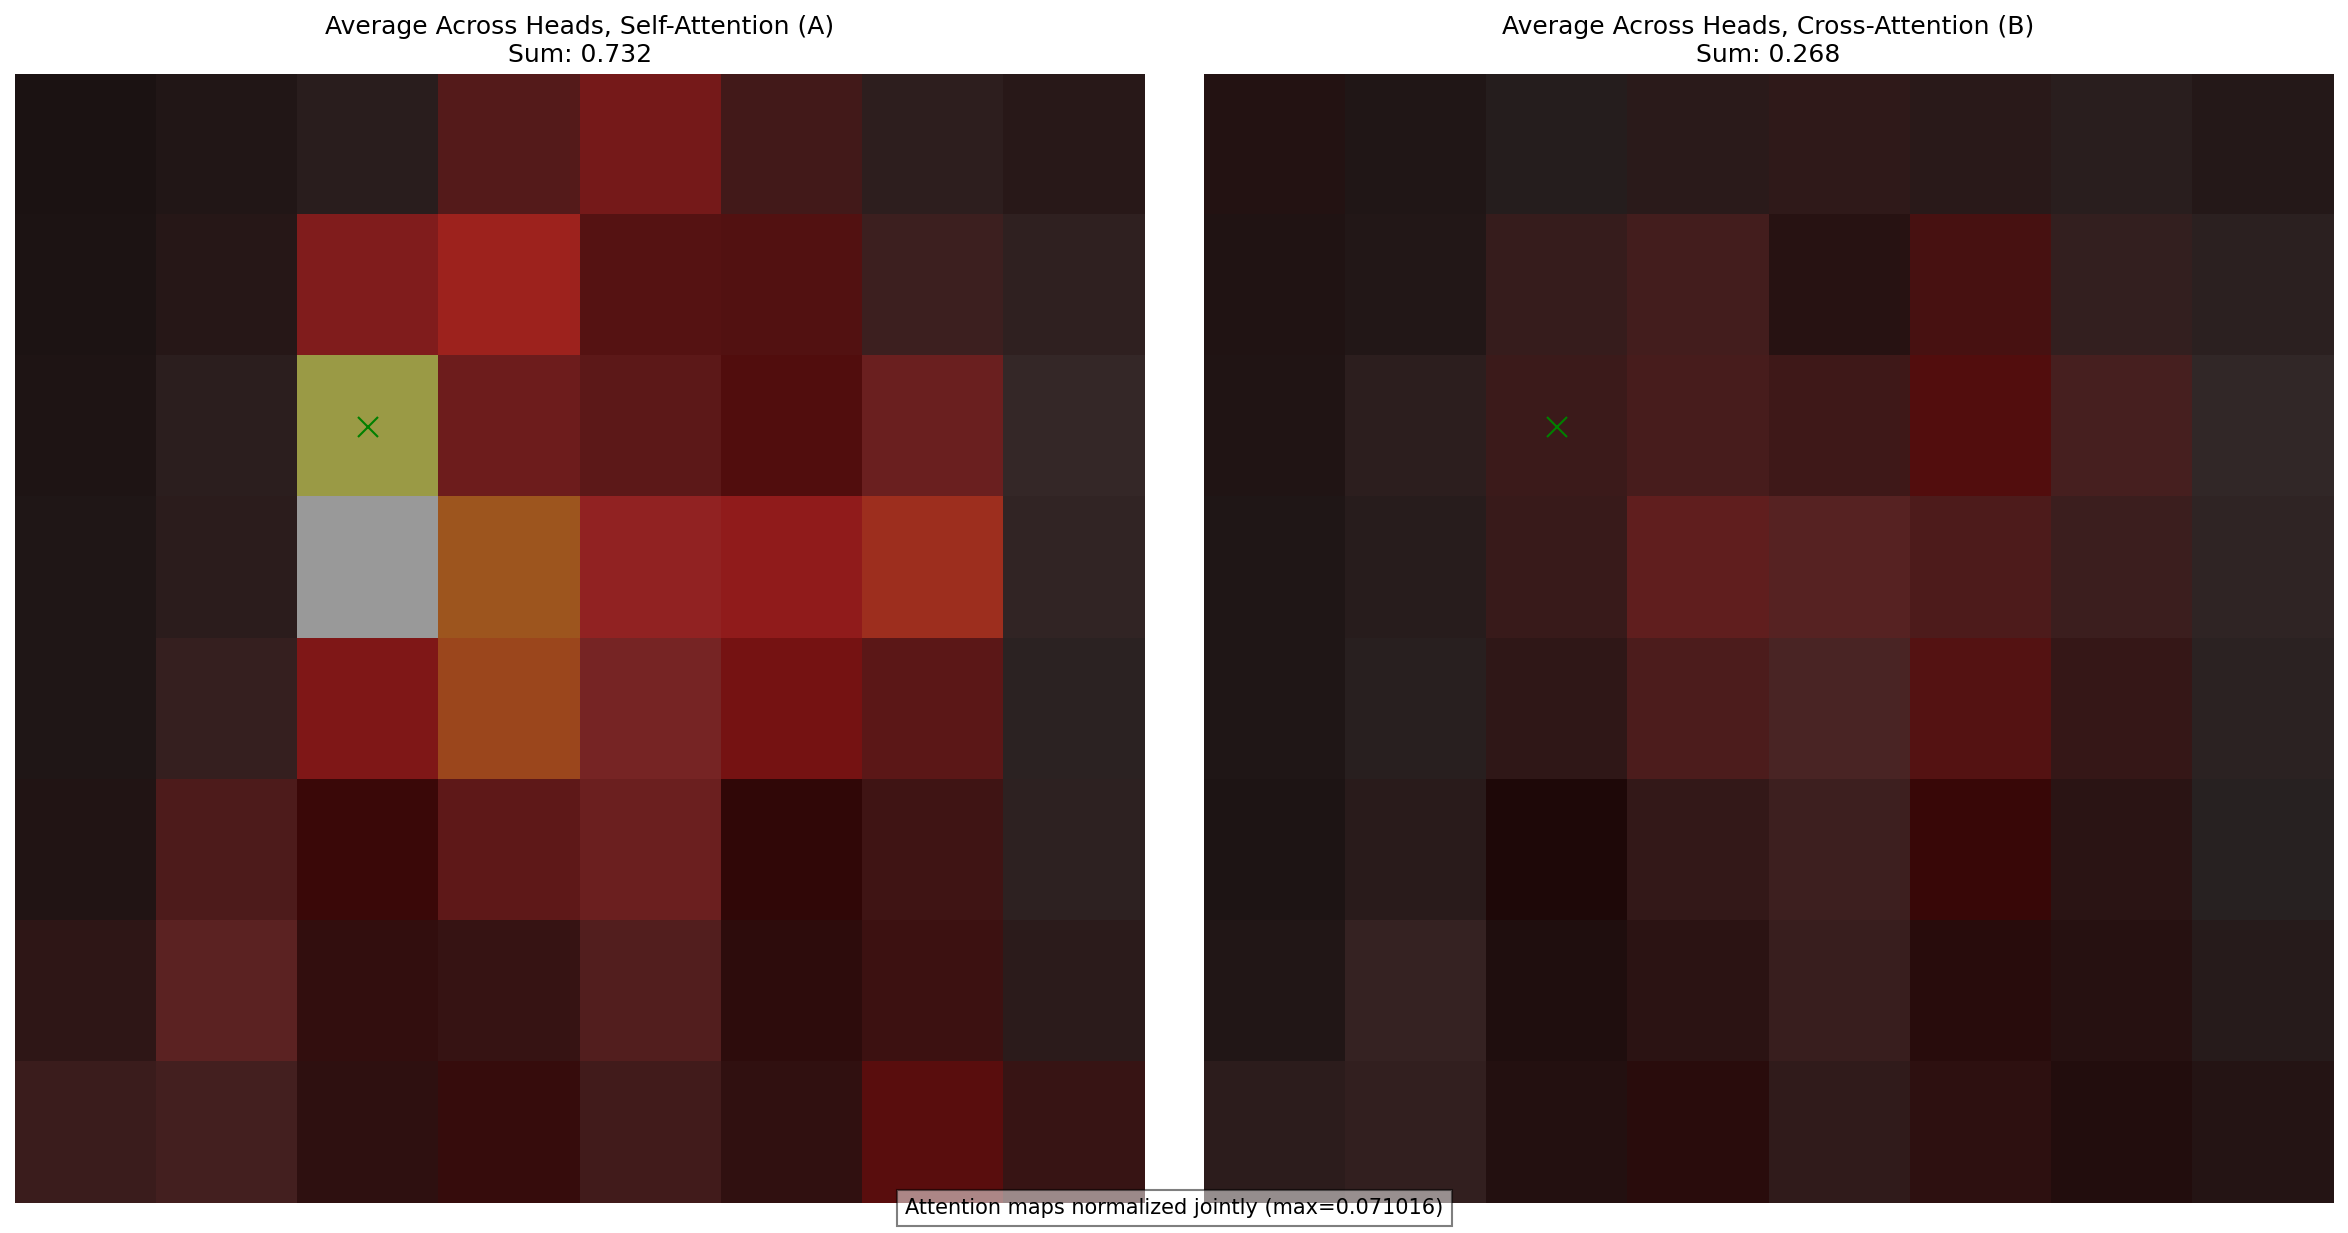 Average Across Heads, Self-Attention (A)
Sum: 0.732
Average Across Heads, Cross-Attention (B)
Sum: 0.268
Attention maps normalized jointly (max=0.071016)